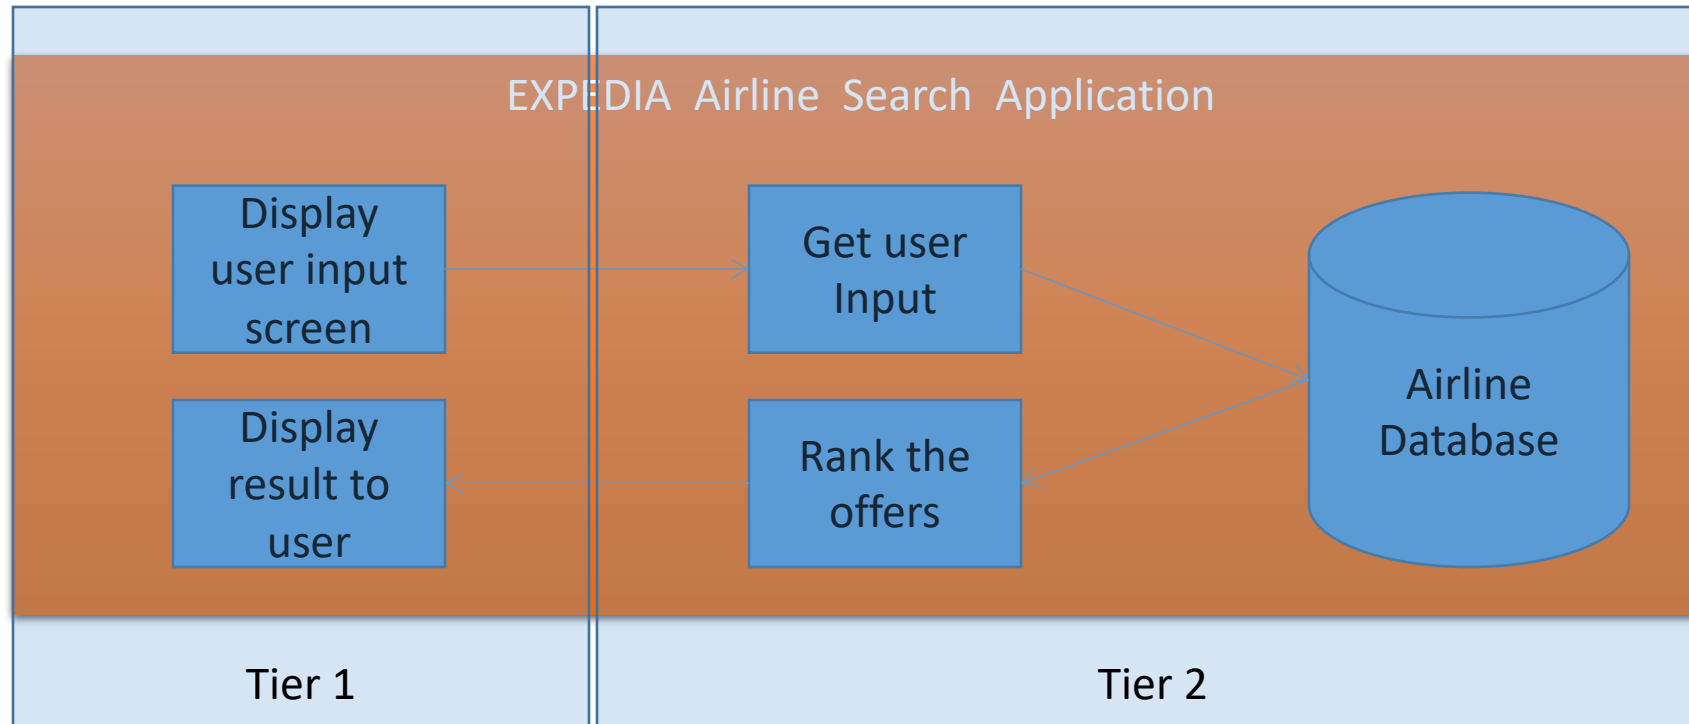 EXPEDIA Airline Search Application
Display
user input
screen
Get user
Input
Airline
Database
Display
result to
user
Rank the
offers
Tier 1
Tier 2